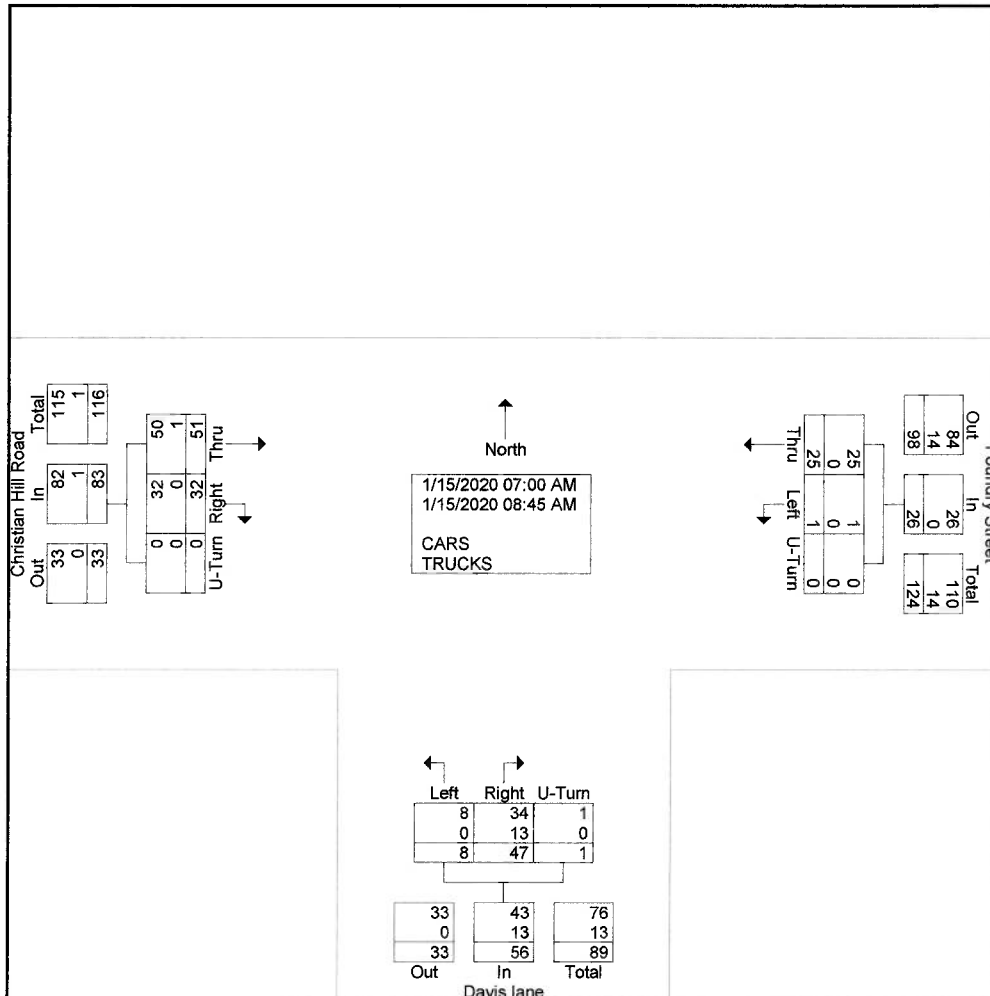 North
1/15/2020 07:00 AM
1/15/2020 08:45 AM
CARS
TRUCKS
Christian Hill Road
Out In Total
33 82 115
0 1 1
33 83 116
U-Turn Right Thru
0 32 50
0 0 1
0 32 51
Street
Out In Total
84 26 110
14 0 14
98 26 124
Thru Left U-Turn
25 1 0
0 0 0
25 1 0
Left Right U-Turn
8 34 1
0 13 0
8 47 1
33 43 76
0 13 13
33 56 89
Out In Total
Davis lane